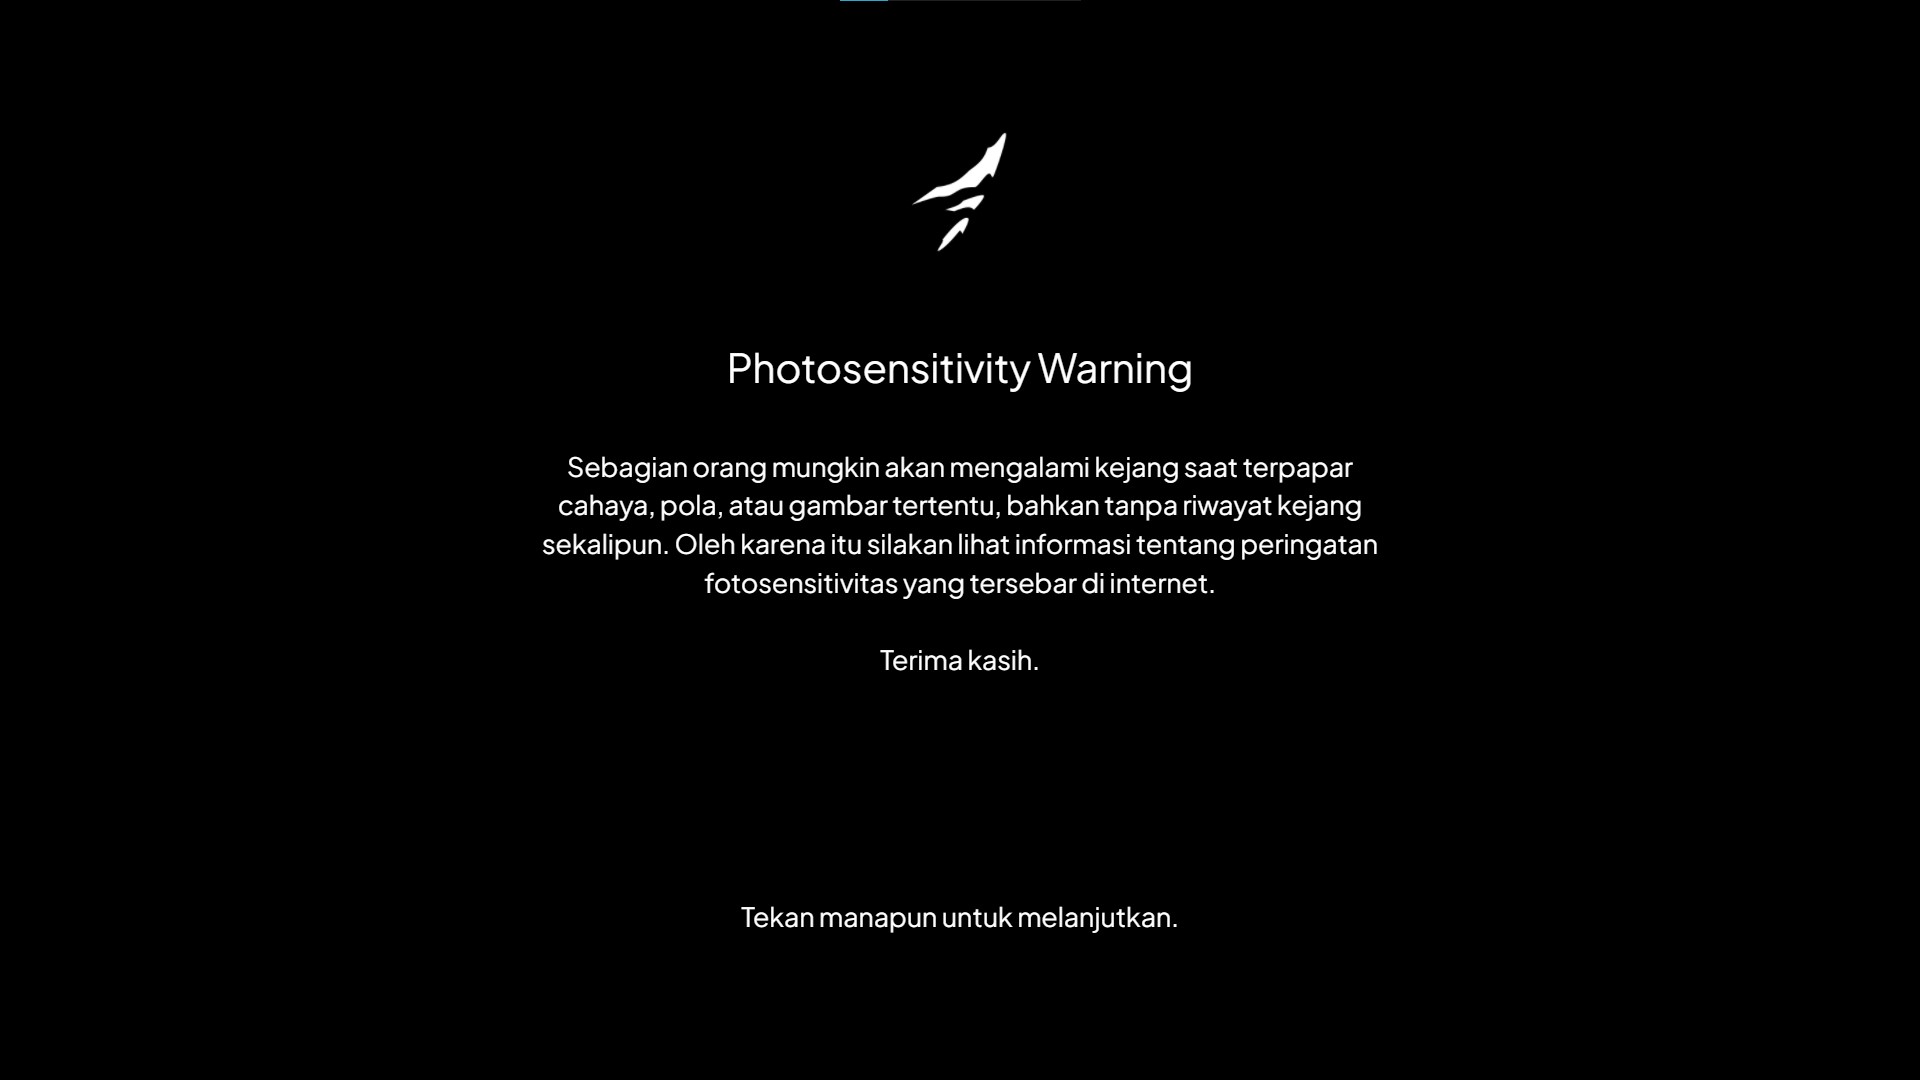 Photosensitivity Warning
Sebagian orang mungkin akan mengalami kejang saat terpapar
cahaya, pola, atau gambar tertentu, bahkan tanpa riwayat kejang
sekalipun. Oleh karena itu silakan lihat informasi tentang peringatan
fotosensitivitas yang tersebar di internet.
Terima kasih.
Tekan manapun untuk melanjutkan.